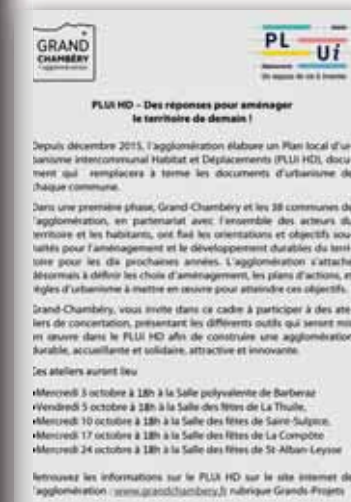 GRAND
CHAMBÉRY
l'agglomération
PL
Ui
PLUi HD – Des réponses pour aménager
le territoire de demain !
Depuis décembre 2015, l'agglomération élabore un Plan local d'ur-
banisme intercommunal Habitat et Déplacements (PLUi HD), docu-
ment qui remplacera à terme les documents d'urbanisme de
chaque commune.
Dans une première phase, Grand-Chambéry et les 38 communes de
l'agglomération, en partenariat avec l'ensemble des acteurs du
territoire et les habitants, ont fixé les orientations et objectifs sou-
haités pour l'aménagement et le développement durables du terri-
toire pour les dix prochaines années. L'agglomération s'attache
désormais à définir les choix d'aménagement, les plans d'actions, et
règles d'urbanisme à mettre en oeuvre pour atteindre ces objectifs.
Grand-Chambéry, vous invite dans ce cadre à participer à des ate-
liers de concertation, présentant les différents outils qui seront mis
en œuvre dans le PLUi HD afin de construire une agglomération
durable, accueillante et solidaire, attractive et innovante.
Ces ateliers auront lieu
•Mercredi 3 octobre à 18h à la Salle polyvalente de Barberaz
•Vendredi 5 octobre à 18h à la Salle des fêtes de La Thuile,
•Mercredi 10 octobre à 18h à la Salle des fêtes de Saint-Sulpice,
•Mercredi 17 octobre à 18h à la Salle des fêtes de La Compôte
•Mercredi 24 octobre à 18h à la Salle des fêtes de St-Alban-Leysse
Retrouvez les informations sur le PLUi HD sur le site internet de
l'agglomération : www.grandchambery.fr rubrique Grands-Projets